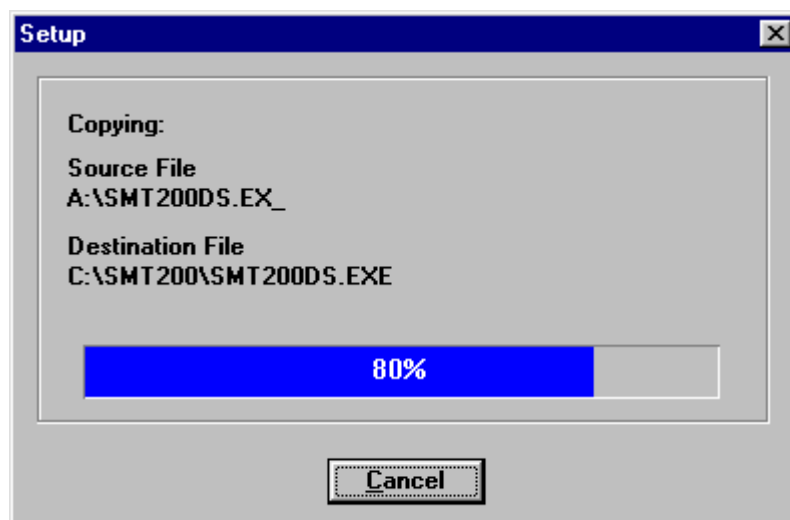 Setup
Copying:
Source File
A:\SMT200DS.EX_
Destination File
C:\SMT200\SMT200DS.EXE
80%
Cancel